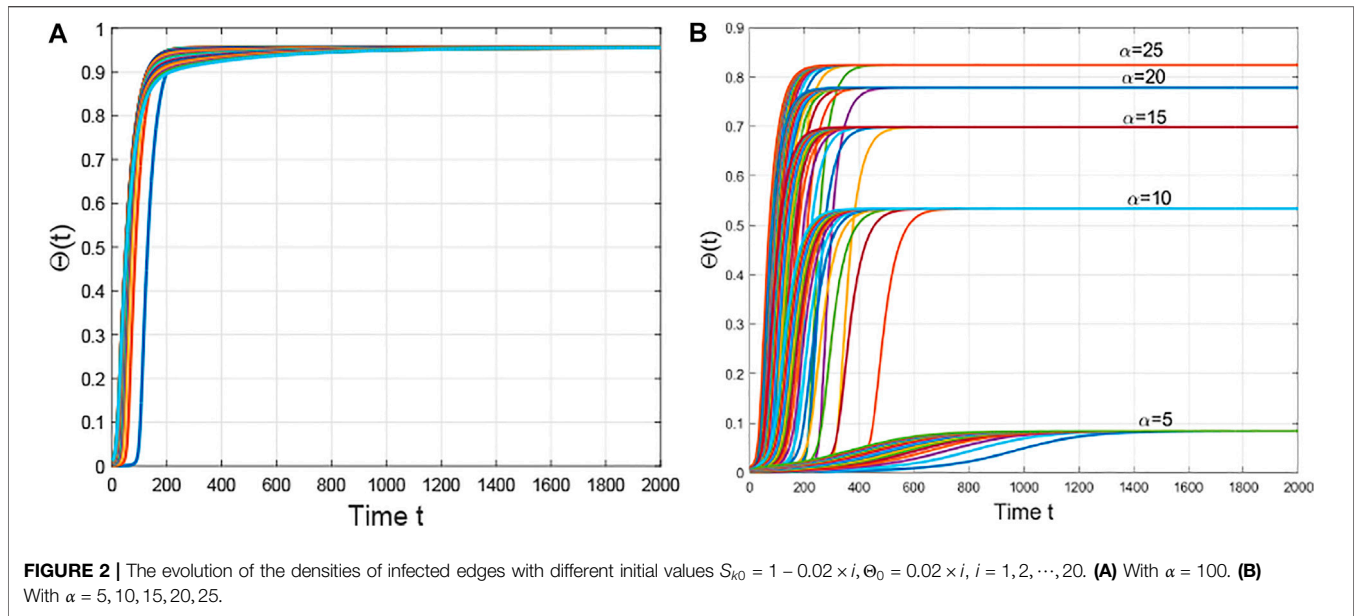 A
1
0.9
0.8
0.7
0.6
0.5
0.4
0.3
0.2
0.1
0
Θ(t)
0 200 400 600 800 1000 1200 1400 1600 1800 2000
Time t
B
0.9
0.8
0.7
0.6
0.5
0.4
0.3
0.2
0.1
0
Θ(t)
α=25
α=20
α=15
α=10
α=5
0 200 400 600 800 1000 1200 1400 1600 1800 2000
Time t
FIGURE 2 | The evolution of the densities of infected edges with different initial values S_{k0} = 1 – 0.02 × i, Θ_0 = 0.02 × i, i = 1, 2, ⋯, 20. (A) With α = 100. (B)
With α = 5, 10, 15, 20, 25.